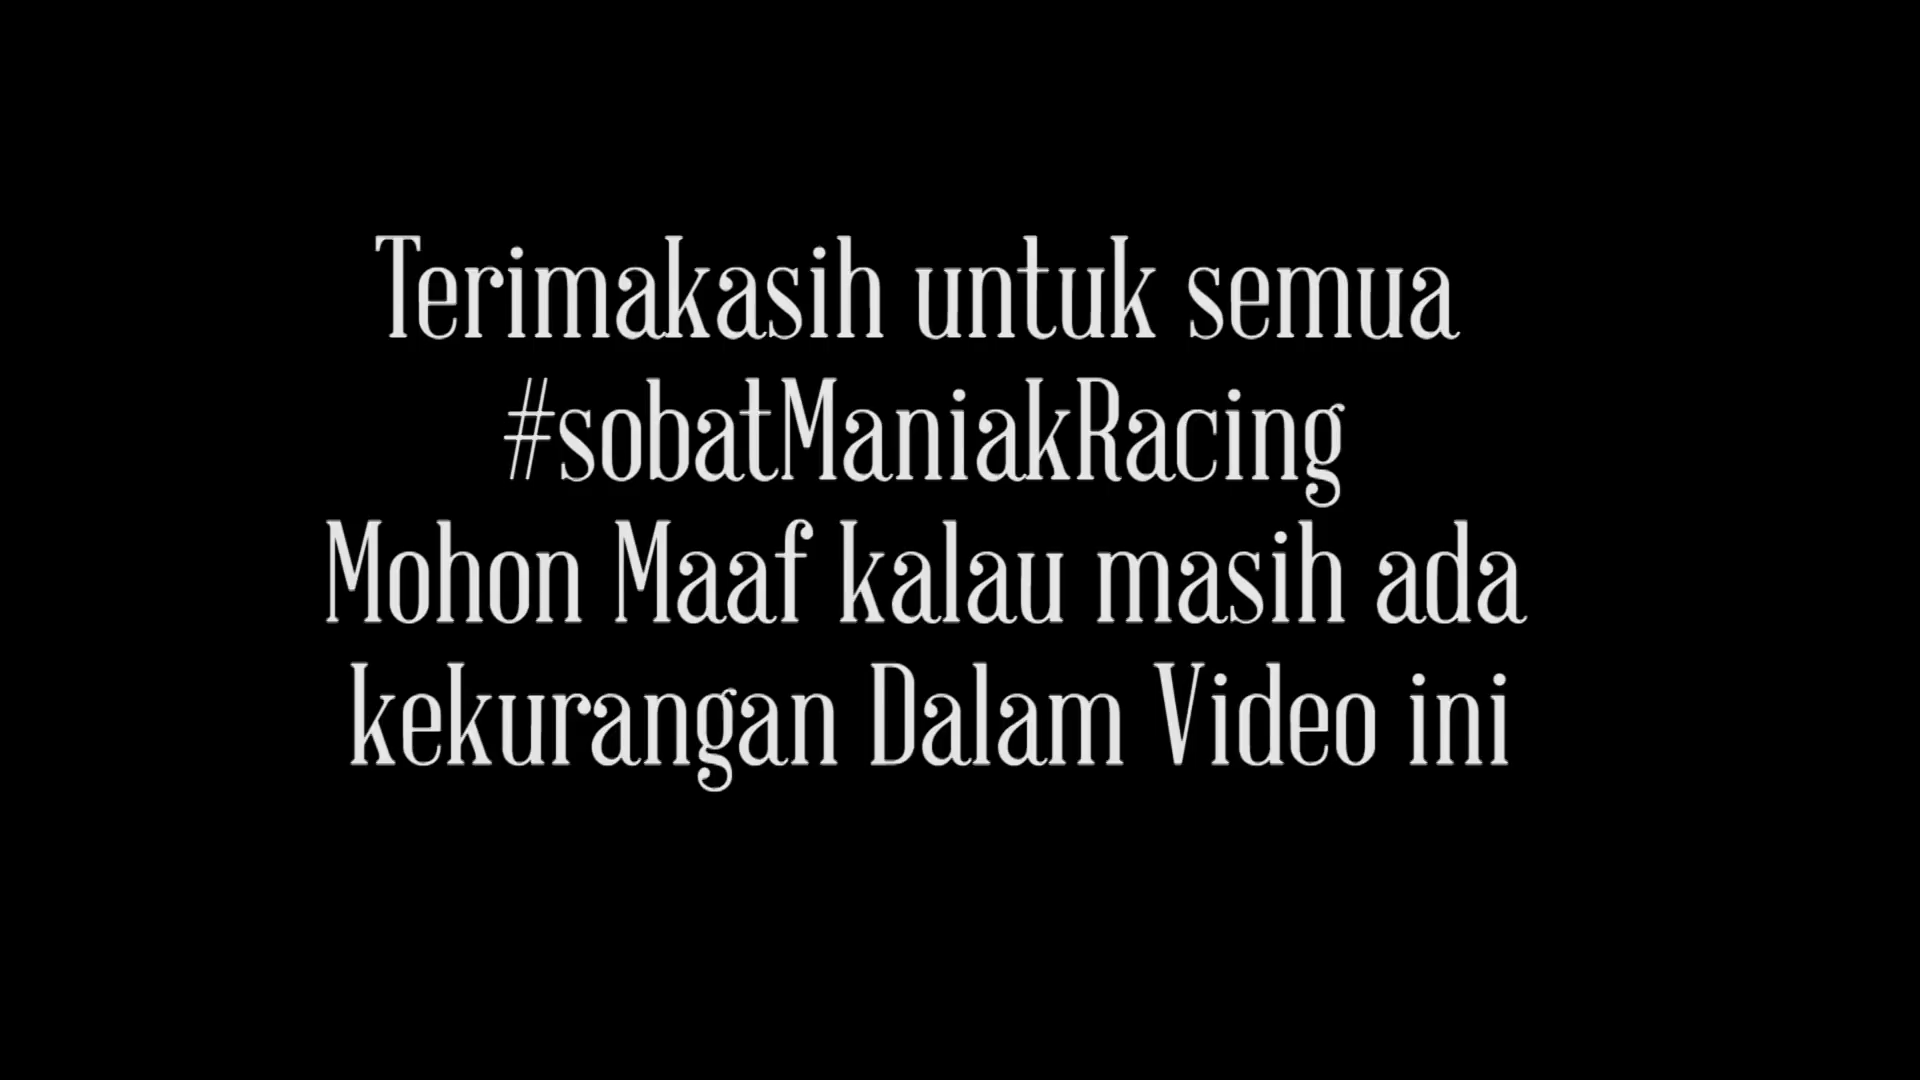 Terimakasih untuk semua
#sobatManiakRacing
Mohon Maaf kalau masih ada
kekurangan Dalam Video ini